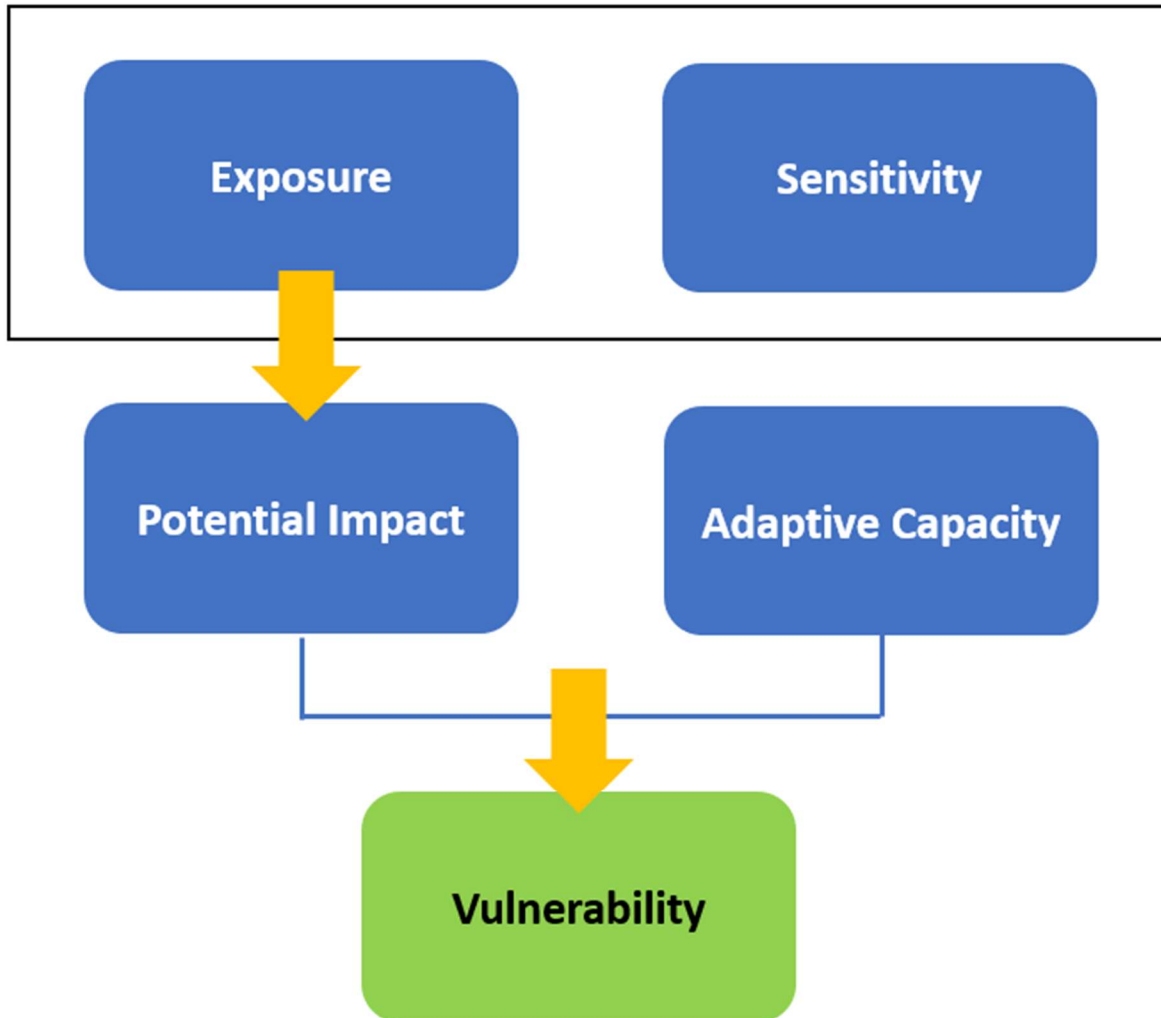 Exposure
Sensitivity
Potential Impact
Adaptive Capacity
Vulnerability